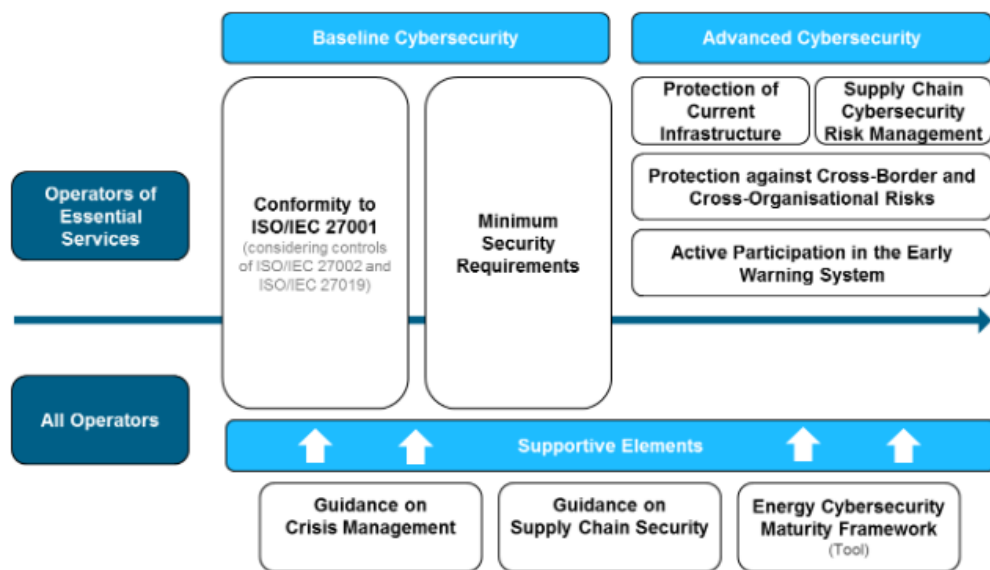 Baseline Cybersecurity
Advanced Cybersecurity
Operators of
Essential
Services
Conformity to
ISO/IEC 27001
(considering controls
of ISO/IEC 27002 and
ISO/IEC 27019)
Minimum
Security
Requirements
Protection of
Current
Infrastructure
Supply Chain
Cybersecurity
Risk Management
Protection against Cross-Border and
Cross-Organisational Risks
Active Participation in the Early
Warning System
All Operators
Supportive Elements
Guidance on
Crisis Management
Guidance on
Supply Chain Security
Energy Cybersecurity
Maturity Framework
(Tool)